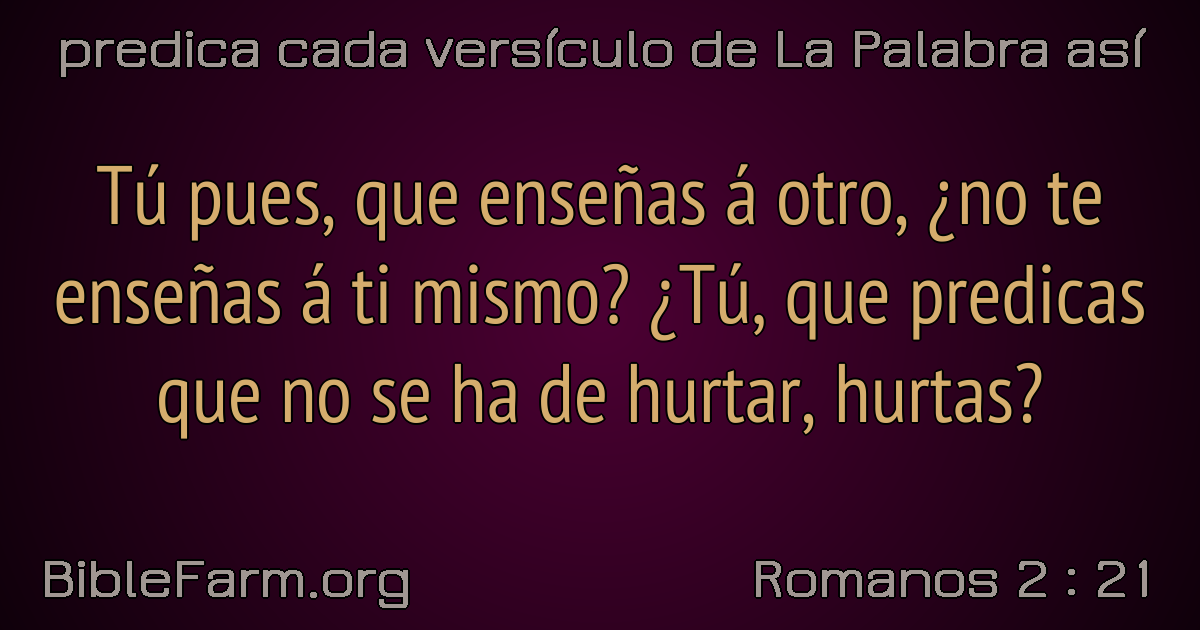 predica cada versículo de La Palabra así
Tú pues, que enseñas á otro, ¿no te
enseñas á ti mismo? ¿Tú, que predicas
que no se ha de hurtar, hurtas?
BibleFarm.org
Romanos 2 : 21